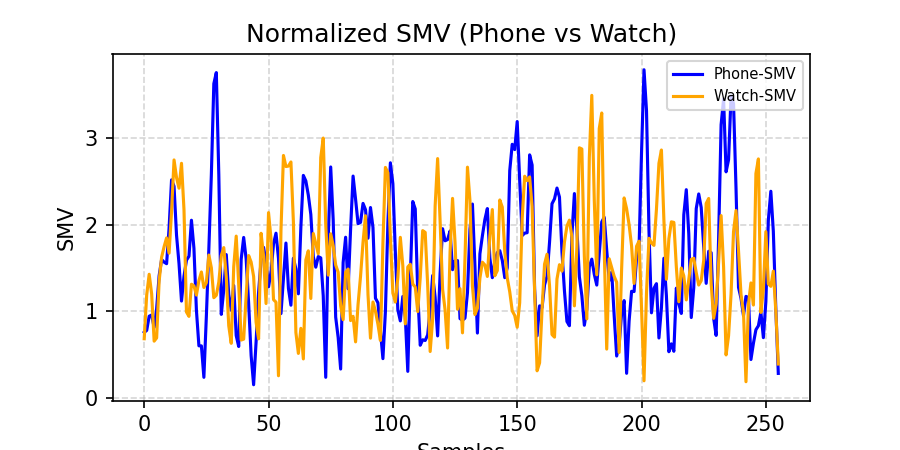 Normalized SMV (Phone vs Watch)
Phone-SMV
Watch-SMV
SMV
3
2
1
0
0 50 100 150 200 250
Samples